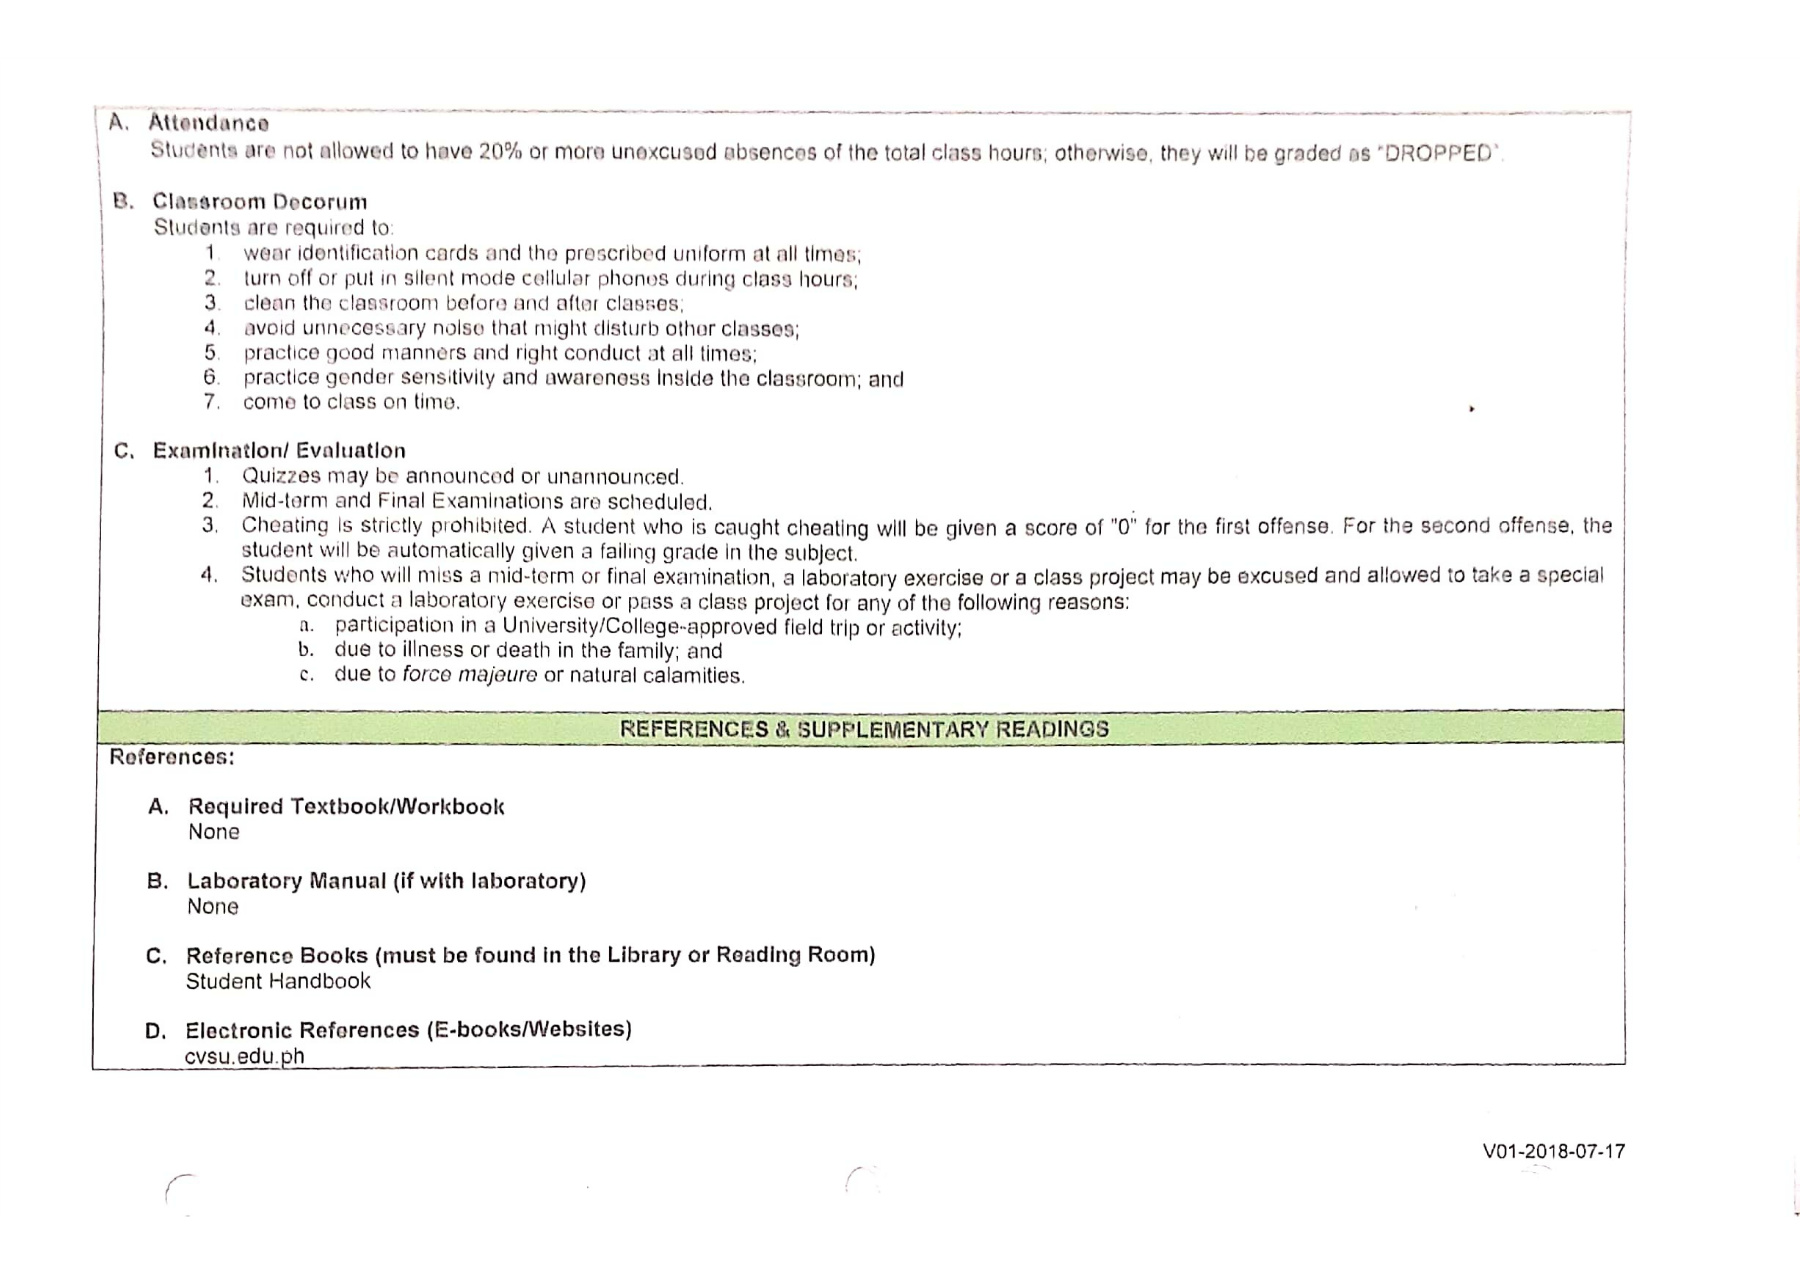 A. Attendance
Students are not allowed to have 20% or more unexcused absences of the total class hours; otherwise, they will be graded as "DROPPED".
B. Classroom Decorum
Students are required to:
1. wear identification cards and the prescribed uniform at all times;
2. turn off or put in silent mode cellular phones during class hours;
3. clean the classroom before and after classes;
4. avoid unnecessary noise that might disturb other classes;
5. practice good manners and right conduct at all times;
6. practice gender sensitivity and awareness inside the classroom; and
7. come to class on time.
C. Examination/ Evaluation
1. Quizzes may be announced or unannounced.
2. Mid-term and Final Examinations are scheduled.
3. Cheating is strictly prohibited. A student who is caught cheating will be given a score of "0" for the first offense. For the second offense, the
student will be automatically given a failing grade in the subject.
4. Students who will miss a mid-term or final examination, a laboratory exercise or a class project may be excused and allowed to take a special
exam, conduct a laboratory exercise or pass a class project for any of the following reasons:
a. participation in a University/College-approved field trip or activity;
b. due to illness or death in the family; and
c. due to force majeure or natural calamities.
REFERENCES & SUPPLEMENTARY READINGS
References:
A. Required Textbook/Workbook
None
B. Laboratory Manual (if with laboratory)
None
C. Reference Books (must be found in the Library or Reading Room)
Student Handbook
D. Electronic References (E-books/Websites)
cvsu.edu.ph
V01-2018-07-17